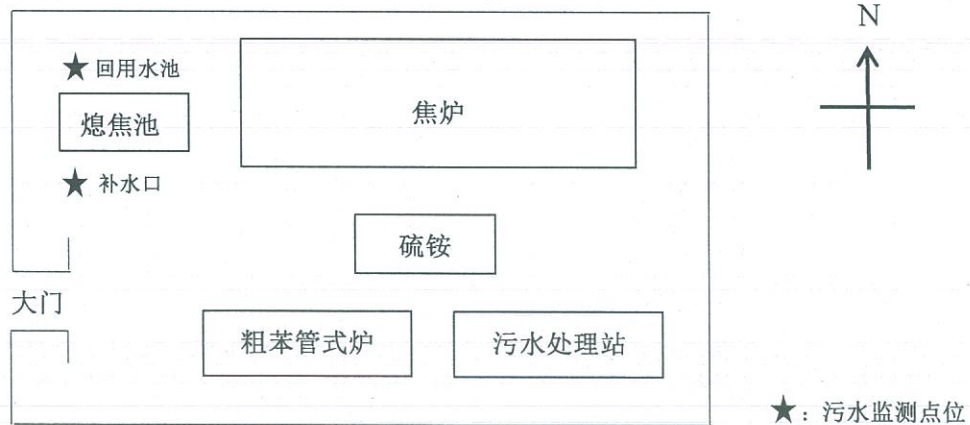 N
回用水池
熄焦池
焦炉
补水口
硫铵
大门
粗苯管式炉
污水处理站
★：污水监测点位